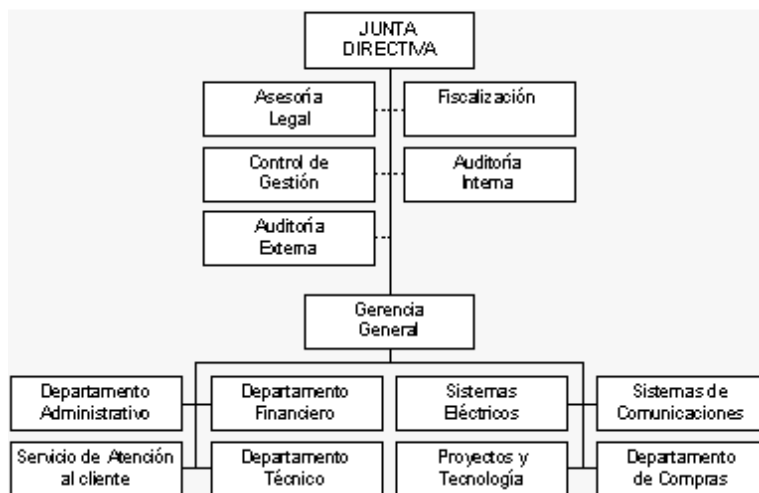 JUNTA
DIRECTIVA
Asesoría
Legal
Fiscalización
Control de
Gestión
Auditoría
Interna
Auditoría
Externa
Gerencia
General
Departamento
Administrativo
Departamento
Financiero
Sistemas
Eléctricos
Sistemas de
Comunicaciones
Servicio de Atención
al cliente
Departamento
Técnico
Proyectos y
Tecnología
Departamento
de Compras